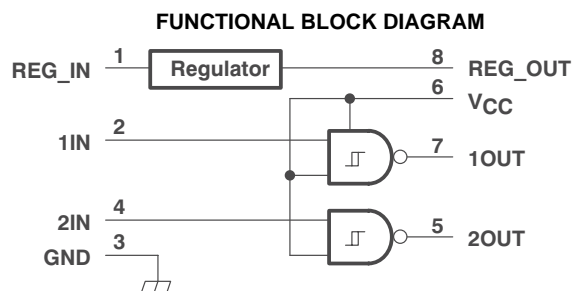 FUNCTIONAL BLOCK DIAGRAM
REG_IN 1 Regulator 8 REG_OUT
6 VCC
1IN 2
7 1OUT
2IN 4
5 2OUT
GND 3